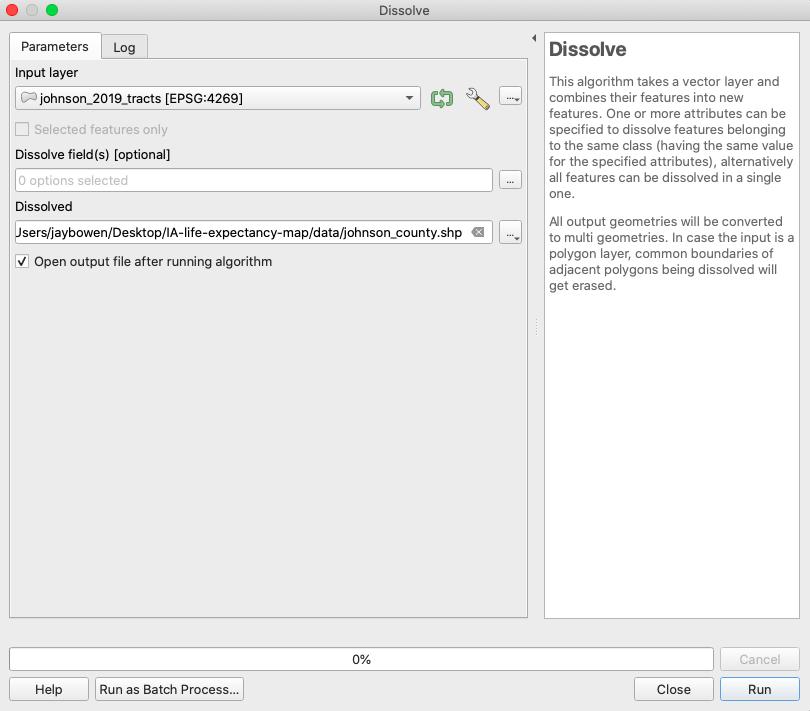 Dissolve
Parameters
Log
Input layer
johnson_2019_tracts [EPSG:4269]
...
Selected features only
Dissolve field(s) [optional]
0 options selected
...
Dissolved
Jsers/jaybowen/Desktop/IA-life-expectancy-map/data/johnson_county.shp
...
Open output file after running algorithm
Dissolve
This algorithm takes a vector layer and
combines their features into new
features. One or more attributes can be
specified to dissolve features belonging
to the same class (having the same value
for the specified attributes), alternatively
all features can be dissolved in a single
one.
All output geometries will be converted
to multi geometries. In case the input is a
polygon layer, common boundaries of
adjacent polygons being dissolved will
get erased.
0%
Cancel
Help
Run as Batch Process...
Close
Run